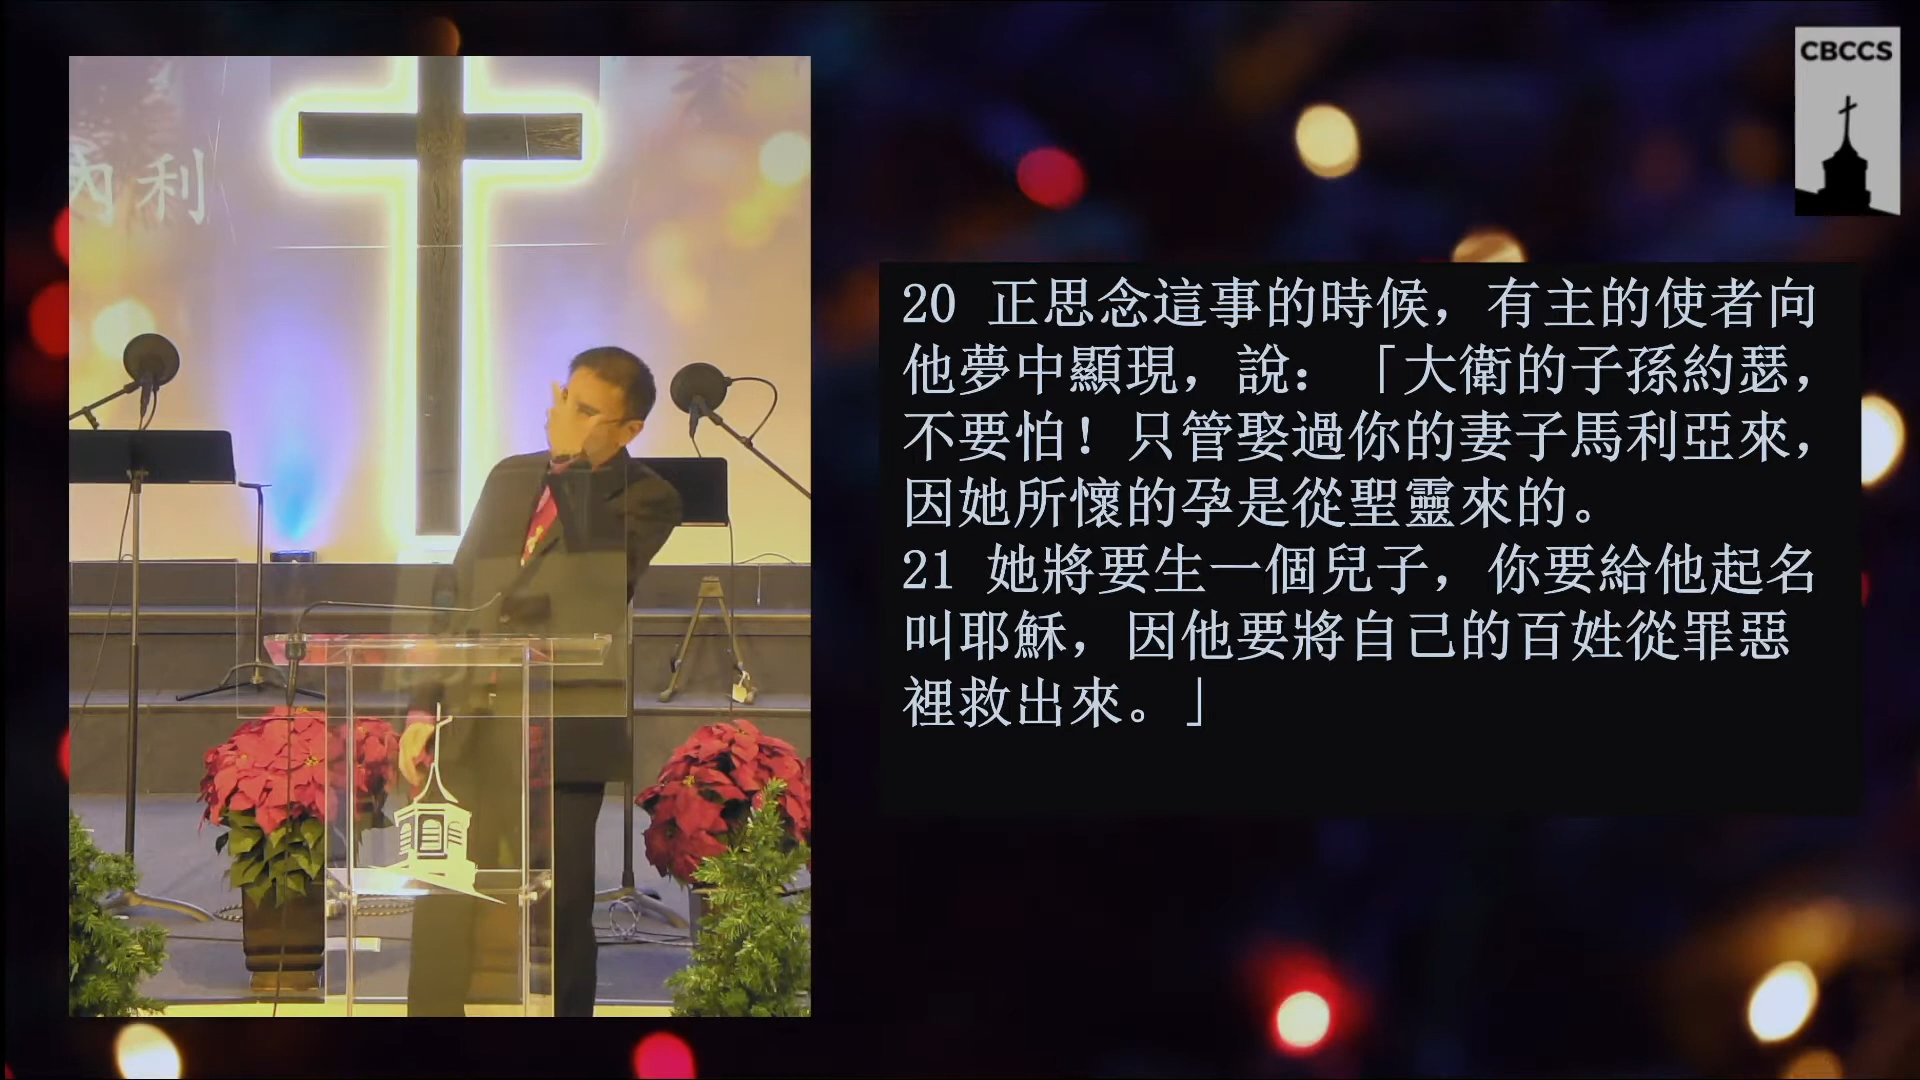 CBCCS
內利
20 正思念這事的時候，有主的使者向
他夢中顯現，說：「大衛的子孫約瑟，
不要怕！只管娶過你的妻子馬利亞來，
因她所懷的孕是從聖靈來的。
21 她將要生一個兒子，你要給他起名
叫耶穌，因他要將自己的百姓從罪惡
裡救出來。」